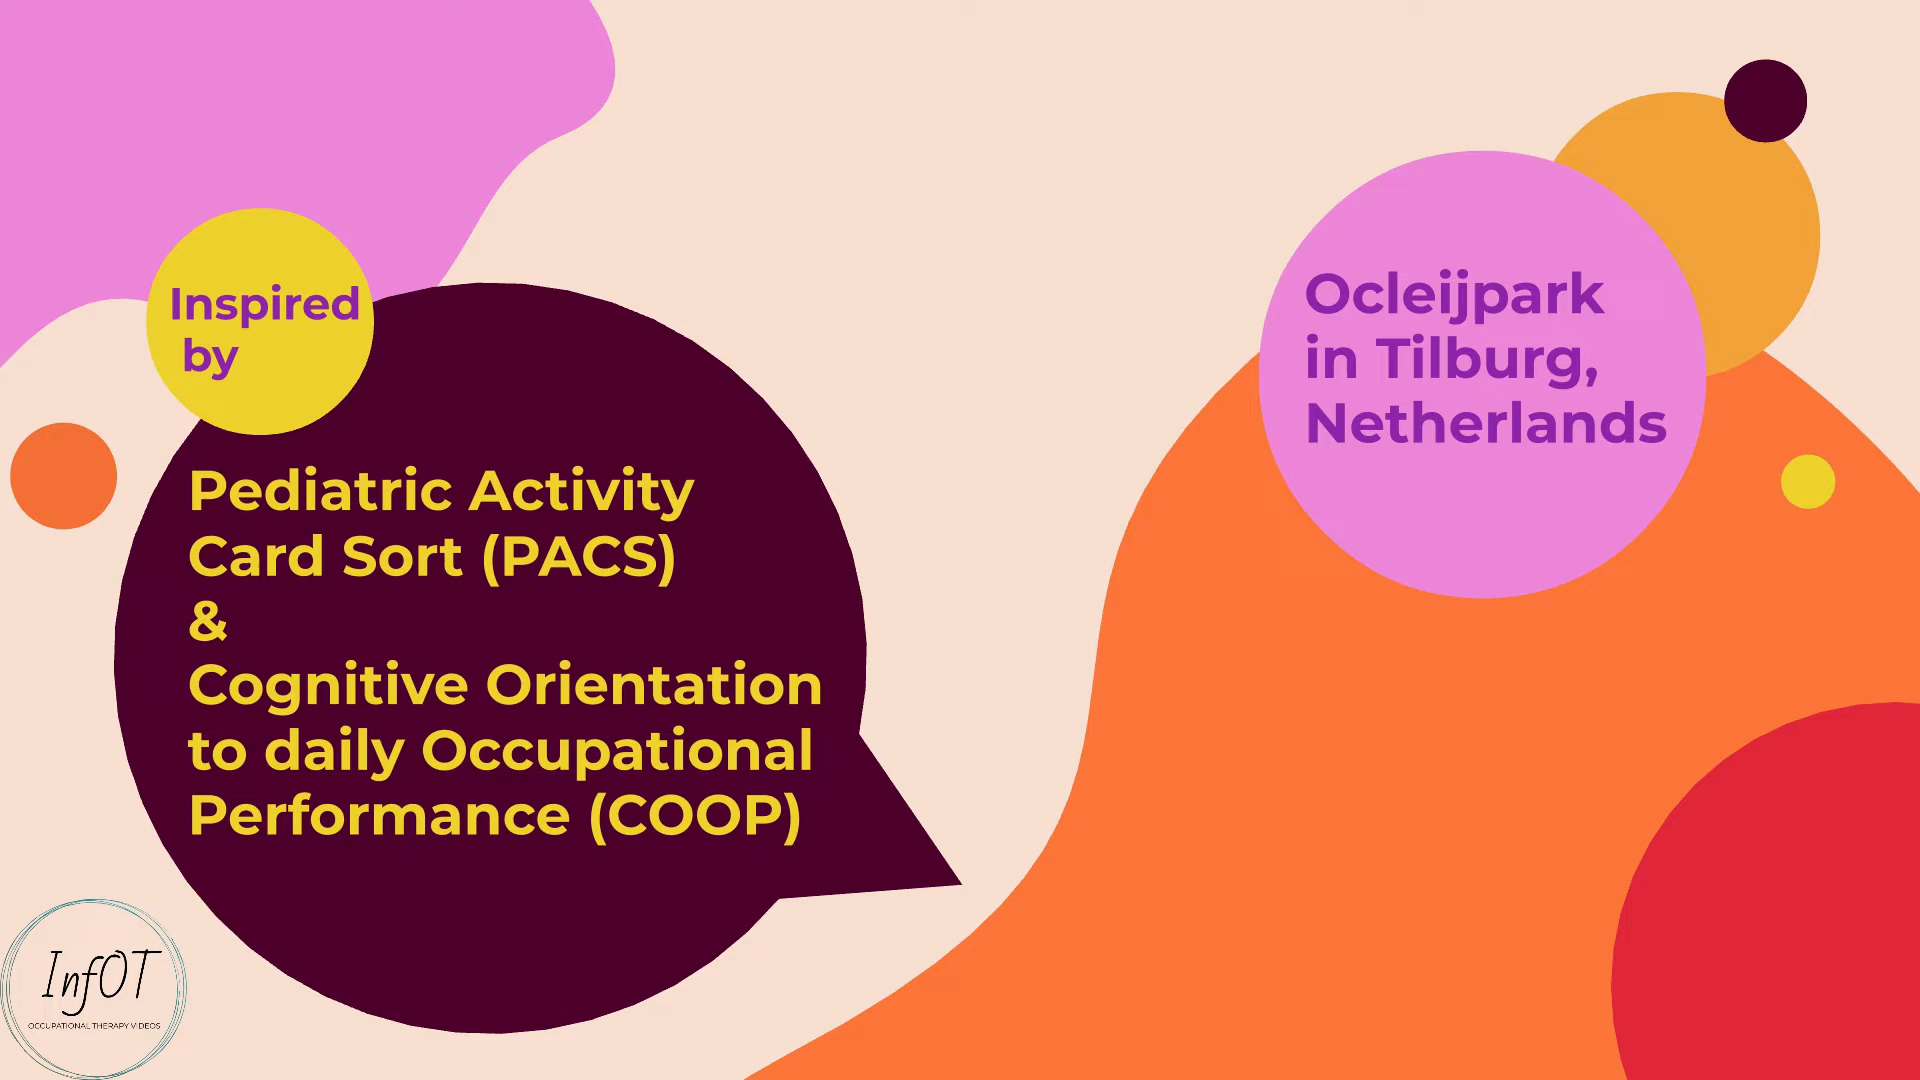 Inspired
by
Pediatric Activity
Card Sort (PACS)
&
Cognitive Orientation
to daily Occupational
Performance (COOP)
Ocleijpark
in Tilburg,
Netherlands
InfOT
OCCUPATIONAL THERAPY VIDEOS